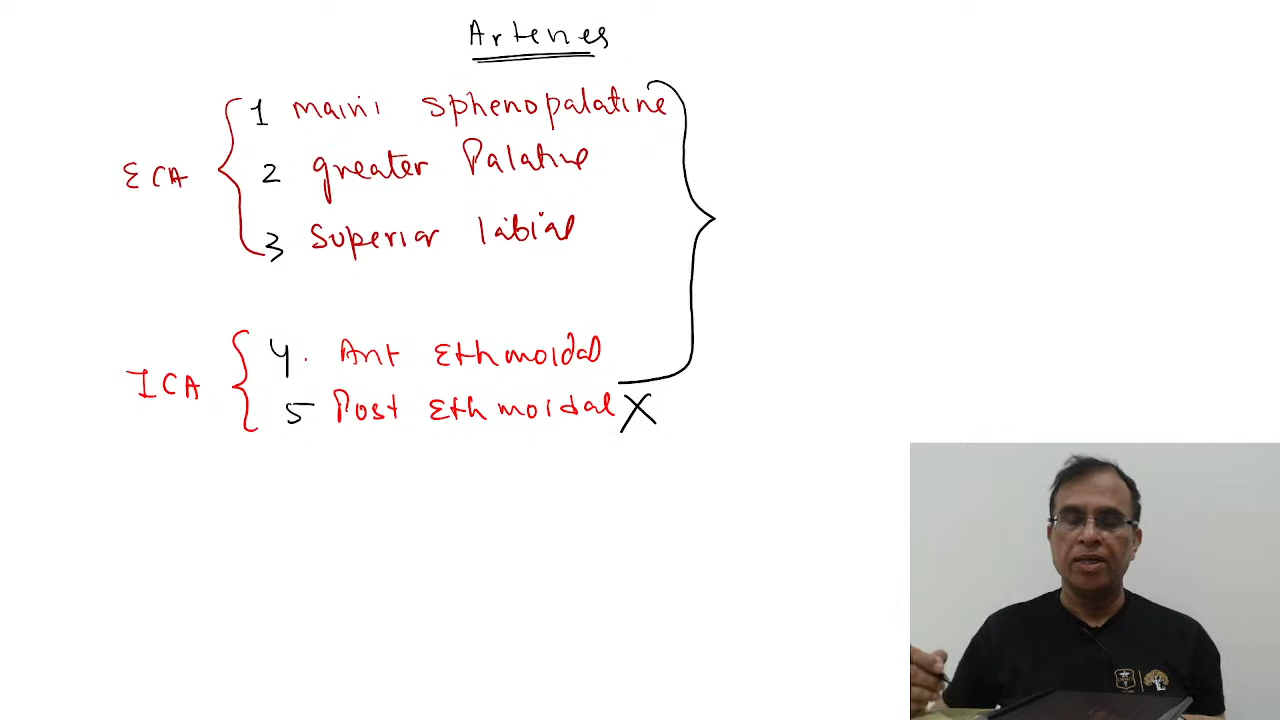 Arteries
ECA
1 main: sphenopalatine
2 greater Palatine
3 Superior labial
ICA
4. Ant Ethmoidal
5 Post Ethmoidal X